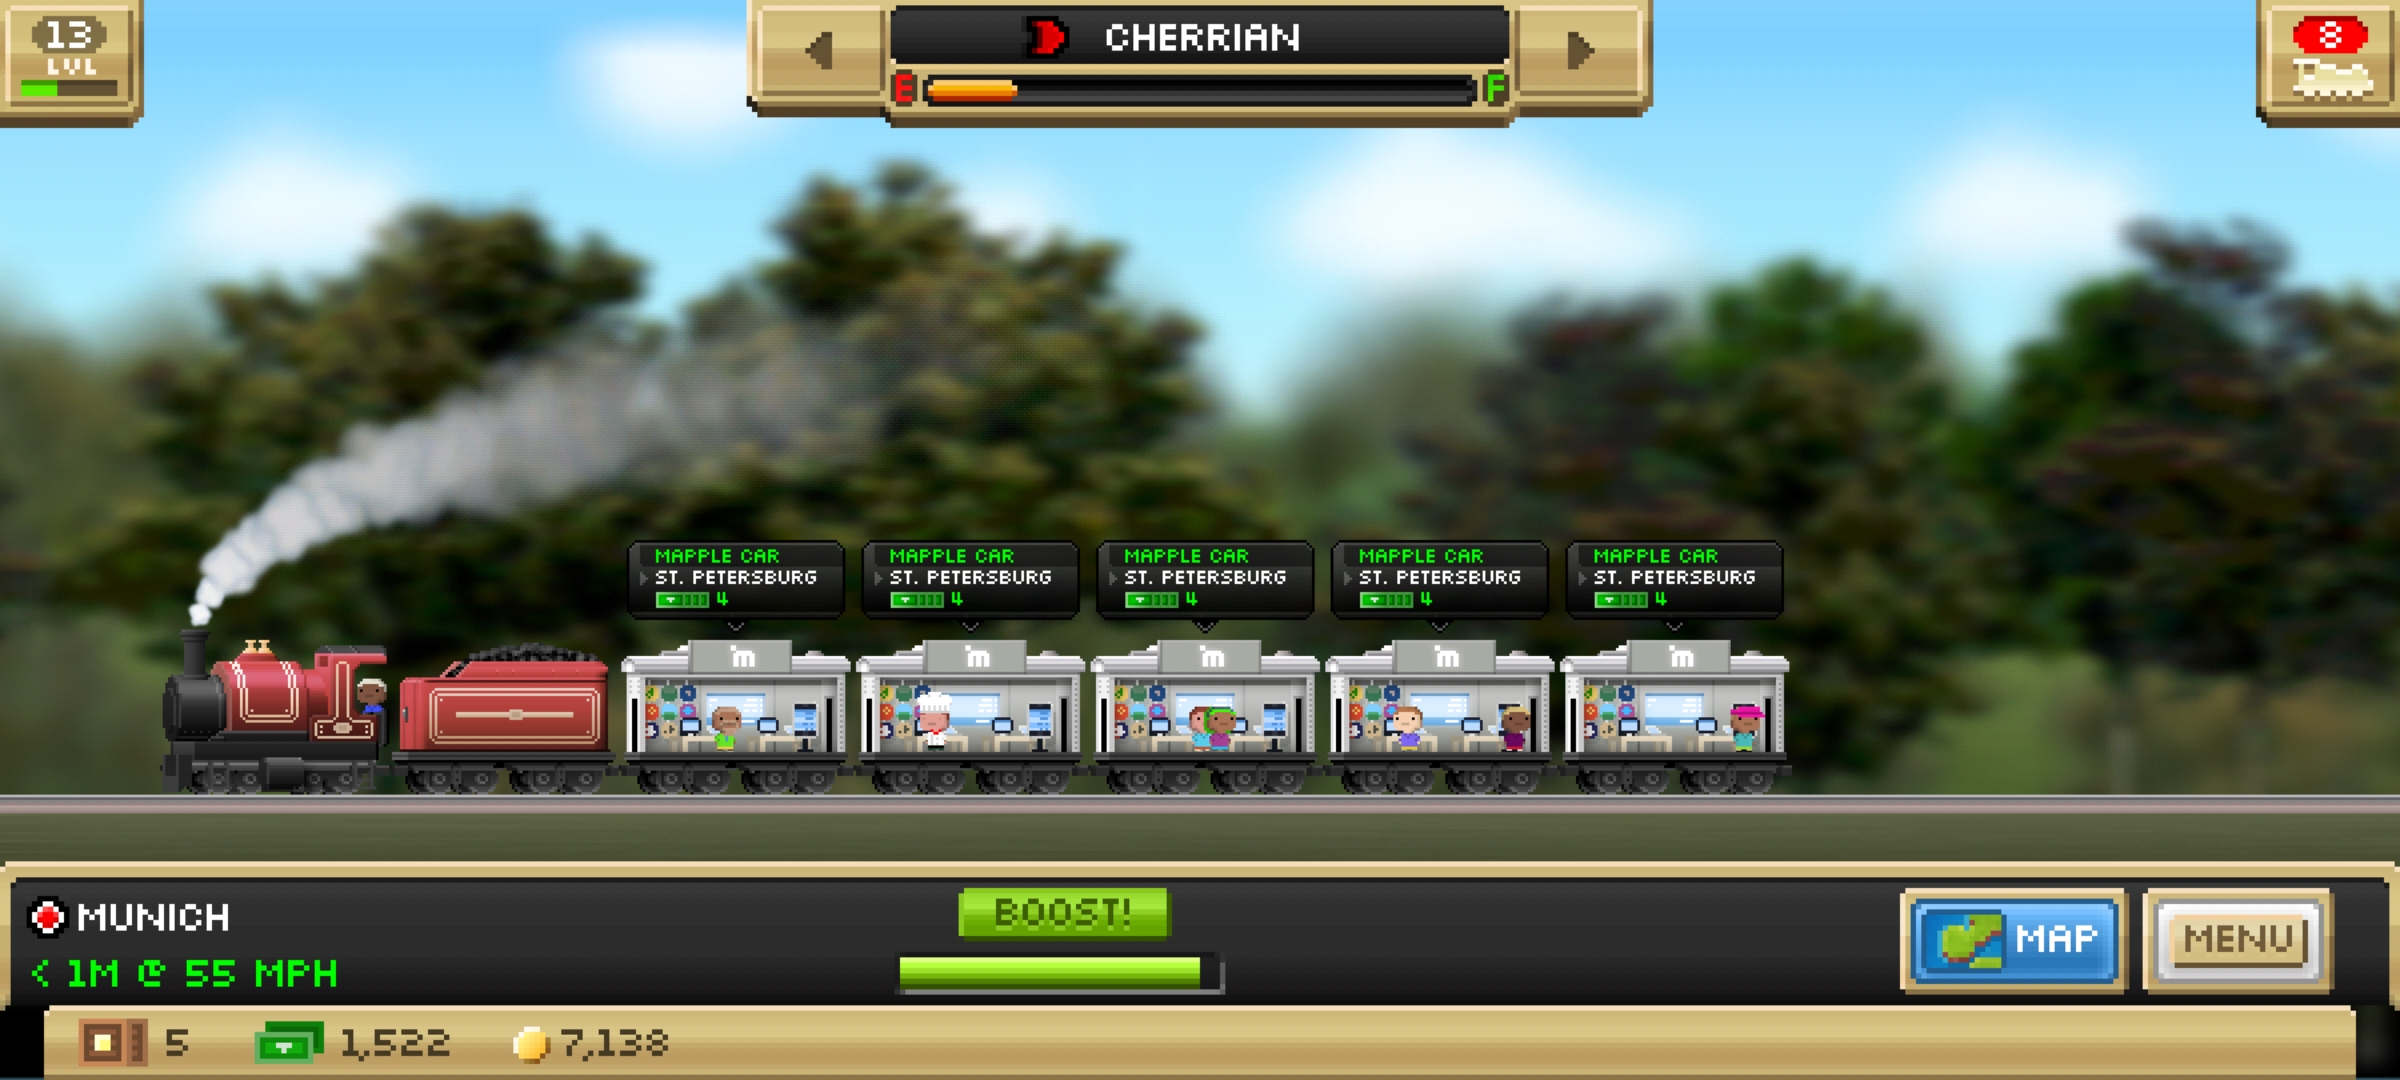 13
LVL
CHERRIAN
E F
8
MAPPLE CAR
ST. PETERSBURG
4
MAPPLE CAR
ST. PETERSBURG
4
MAPPLE CAR
ST. PETERSBURG
4
MAPPLE CAR
ST. PETERSBURG
4
MAPPLE CAR
ST. PETERSBURG
4
m
m
m
m
m
MUNICH
< 1M @ 55 MPH
BOOST!
MAP
MENU
5
1,522
7,138